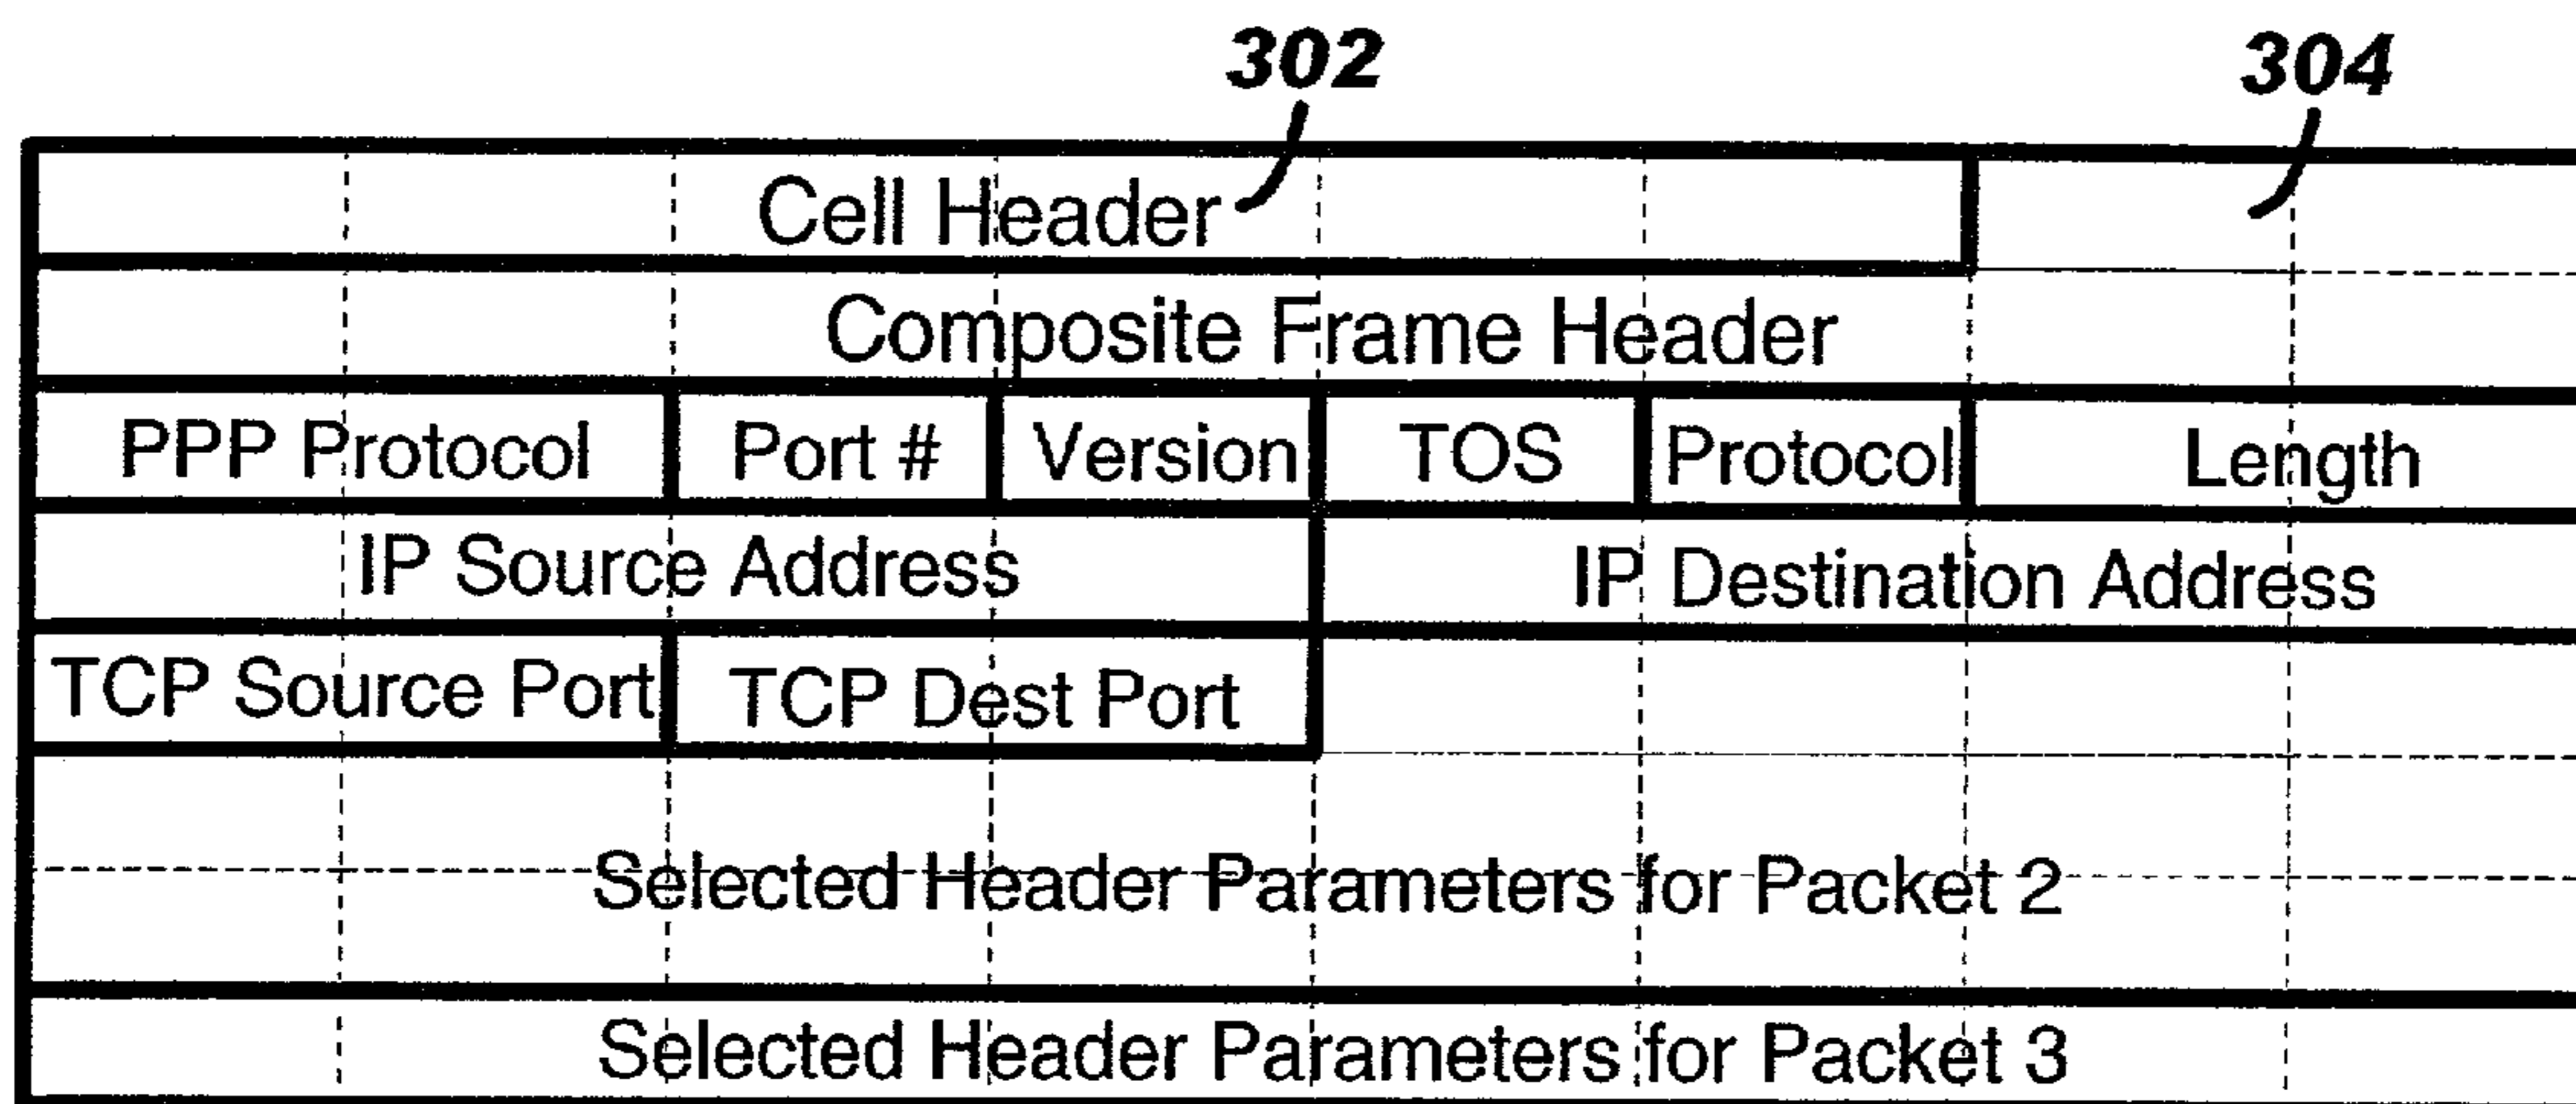 302 304
Cell Header
Composite Frame Header
PPP Protocol Port # Version TOS Protocol Length
IP Source Address IP Destination Address
TCP Source Port TCP Dest Port
Selected Header Parameters for Packet 2
Selected Header Parameters for Packet 3